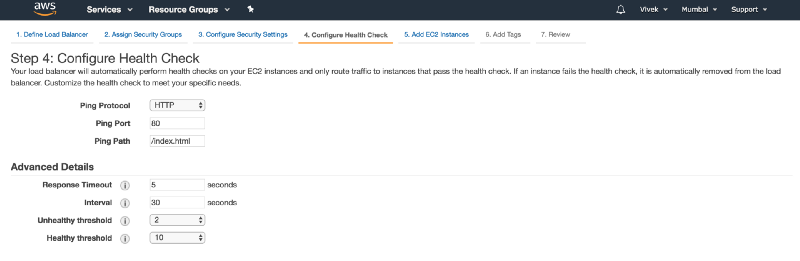 aws Services Resource Groups Vivek Mumbai Support
1. Define Load Balancer 2. Assign Security Groups 3. Configure Security Settings 4. Configure Health Check 5. Add EC2 Instances 6. Add Tags 7. Review
Step 4: Configure Health Check
Your load balancer will automatically perform health checks on your EC2 instances and only route traffic to instances that pass the health check. If an instance fails the health check, it is automatically removed from the load
balancer. Customize the health check to meet your specific needs.
Ping Protocol HTTP
Ping Port 80
Ping Path /index.html
Advanced Details
Response Timeout i 5 seconds
Interval i 30 seconds
Unhealthy threshold i 2
Healthy threshold i 10